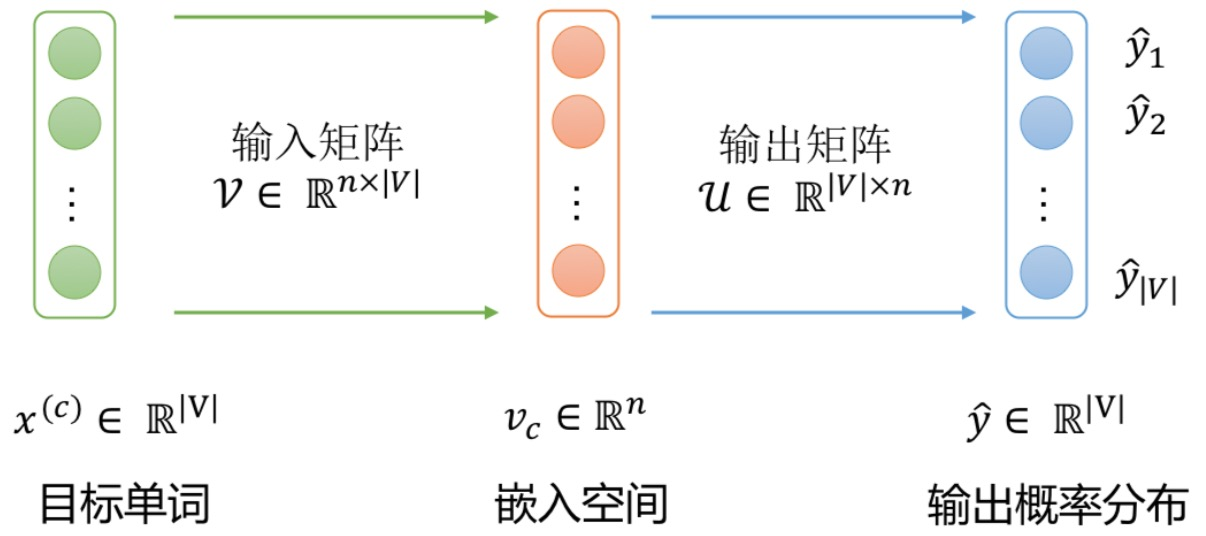 输入矩阵
𝒱 ∈ ℝ^{n×|V|}
输出矩阵
𝒰 ∈ ℝ^{|V|×n}
ŷ₁
ŷ₂
⋮
⋮
⋮
ŷ_{|V|}
x^{(c)} ∈ ℝ^{|V|}
v_c ∈ ℝ^n
ŷ ∈ ℝ^{|V|}
目标单词
嵌入空间
输出概率分布